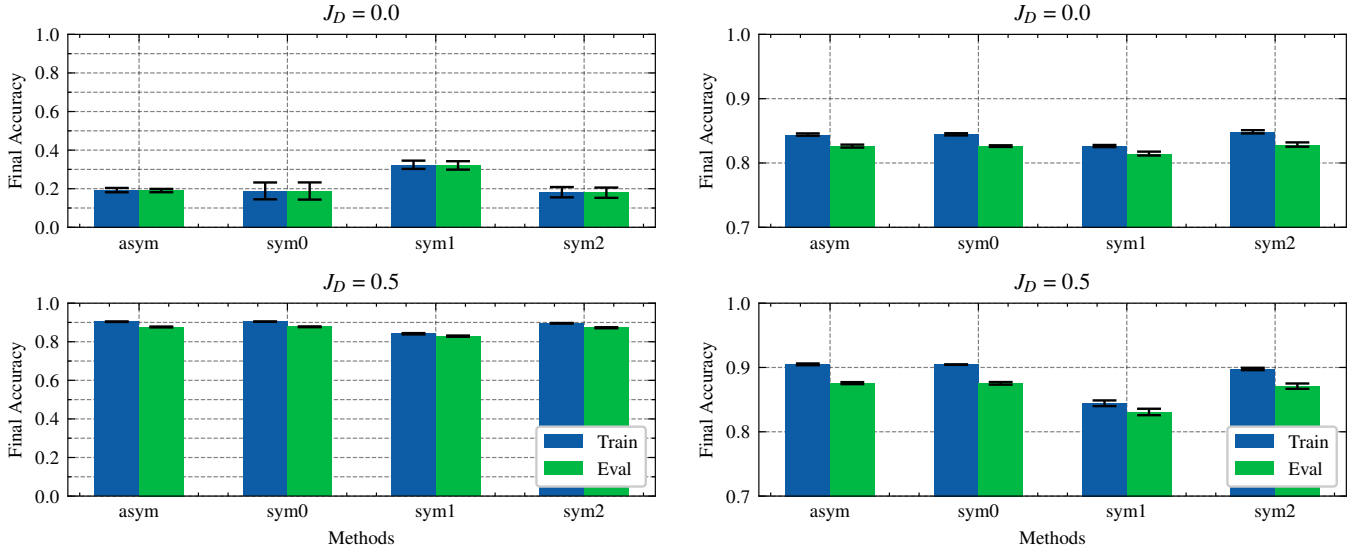 J_D = 0.0
Final Accuracy
1.0
0.8
0.6
0.4
0.2
0.0
asym sym0 sym1 sym2
J_D = 0.0
Final Accuracy
1.0
0.9
0.8
0.7
asym sym0 sym1 sym2
J_D = 0.5
Final Accuracy
1.0
0.8
0.6
0.4
0.2
0.0
asym sym0 sym1 sym2
Methods
Train
Eval
J_D = 0.5
Final Accuracy
1.0
0.9
0.8
0.7
asym sym0 sym1 sym2
Methods
Train
Eval